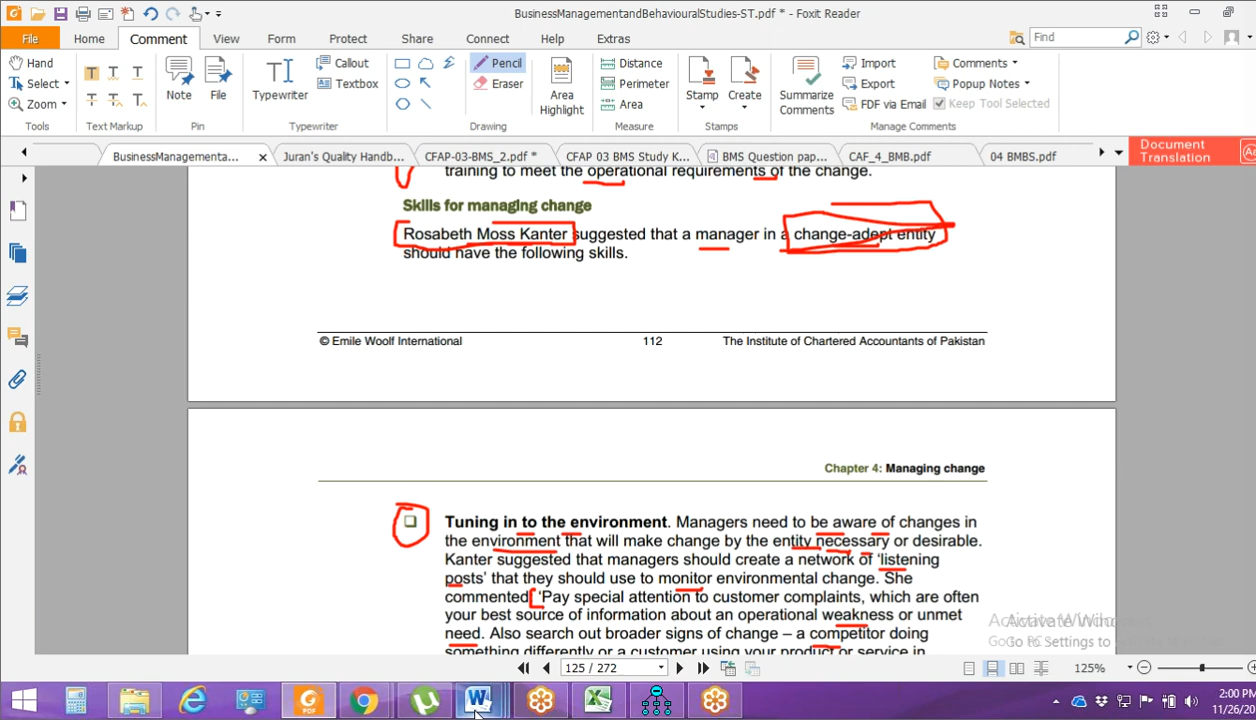 BusinessManagementandBehaviouralStudies-ST.pdf * - Foxit Reader
File Home Comment View Form Protect Share Connect Help Extras Find
Hand Callout Pencil Distance Import Comments
Select Textbox Eraser Perimeter Export Popup Notes
Zoom Note File Typewriter Area Highlight Area Stamp Create Summarize Comments FDF via Email Keep Tool Selected
Tools Text Markup Pin Typewriter Drawing Measure Stamps Manage Comments
BusinessManagementa... Juran's Quality Handb... CFAP-03-BMS_2.pdf * CFAP 03 BMS Study K... BMS Question pap... CAF_4_BMB.pdf 04 BMBS.pdf Document Translation
training to meet the operational requirements of the change.
Skills for managing change
Rosabeth Moss Kanter suggested that a manager in a change-adept entity
should have the following skills.
© Emile Woolf International 112 The Institute of Chartered Accountants of Pakistan
Chapter 4: Managing change
Tuning in to the environment. Managers need to be aware of changes in
the environment that will make change by the entity necessary or desirable.
Kanter suggested that managers should create a network of ‘listening
posts’ that they should use to monitor environmental change. She
commented ‘Pay special attention to customer complaints, which are often
your best source of information about an operational weakness or unmet
need. Also search out broader signs of change – a competitor doing
something differently or a customer using your product or service in
Go to Settings to
125 / 272 125%
2:00 PM